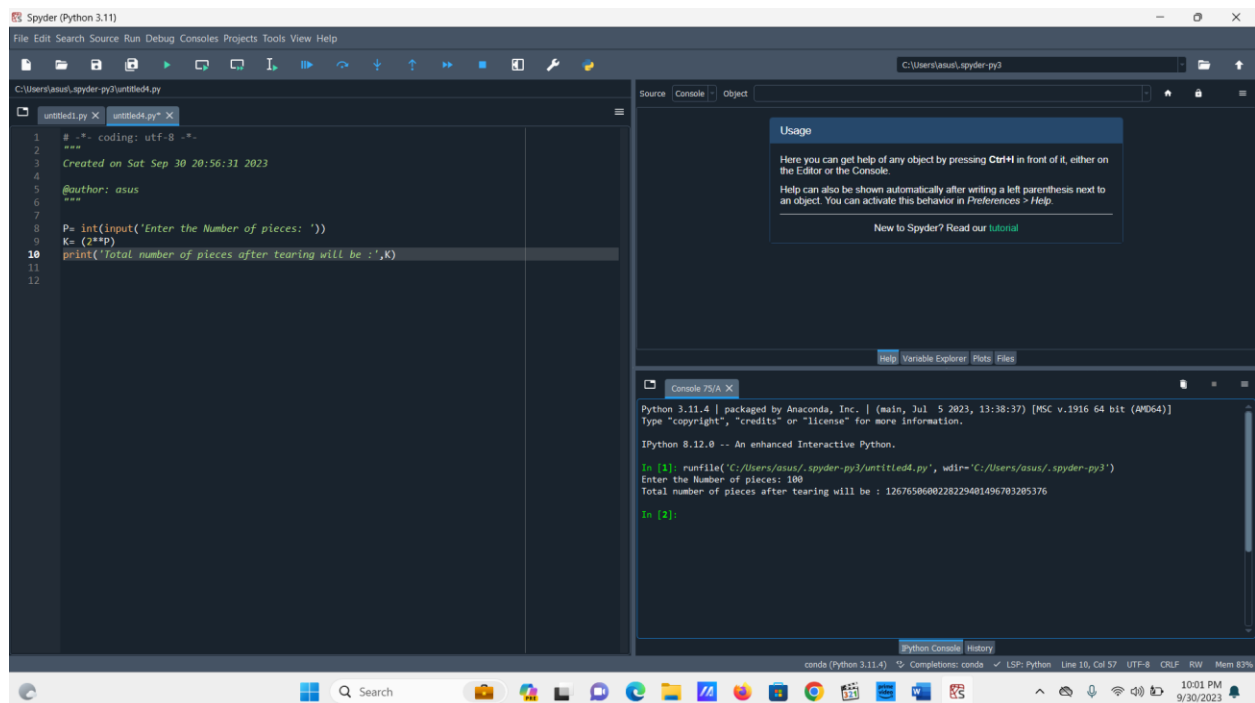 Spyder (Python 3.11)
File Edit Search Source Run Debug Consoles Projects Tools View Help
C:\Users\asus\.spyder-py3
C:\Users\asus\.spyder-py3\untitled4.py
untitled1.py untitled4.py*
1 # -*- coding: utf-8 -*-
2 """
3 Created on Sat Sep 30 20:56:31 2023
4
5 @author: asus
6 """
7
8 P= int(input('Enter the Number of pieces: '))
9 K= (2**P)
10 print('Total number of pieces after tearing will be :',K)
11
12
Source Console Object
Usage
Here you can get help of any object by pressing Ctrl+I in front of it, either on
the Editor or the Console.
Help can also be shown automatically after writing a left parenthesis next to
an object. You can activate this behavior in Preferences > Help.
New to Spyder? Read our tutorial
Help Variable Explorer Plots Files
Console 75/A
Python 3.11.4 | packaged by Anaconda, Inc. | (main, Jul  5 2023, 13:38:37) [MSC v.1916 64 bit (AMD64)]
Type "copyright", "credits" or "license" for more information.
IPython 8.12.0 -- An enhanced Interactive Python.
In [1]: runfile('C:/Users/asus/.spyder-py3/untitled4.py', wdir='C:/Users/asus/.spyder-py3')
Enter the Number of pieces: 100
Total number of pieces after tearing will be : 1267650600228229401496703205376
In [2]:
IPython Console History
conda (Python 3.11.4) Completions: conda LSP: Python Line 10, Col 57 UTF-8 CRLF RW Mem 83%
Search
10:01 PM
9/30/2023